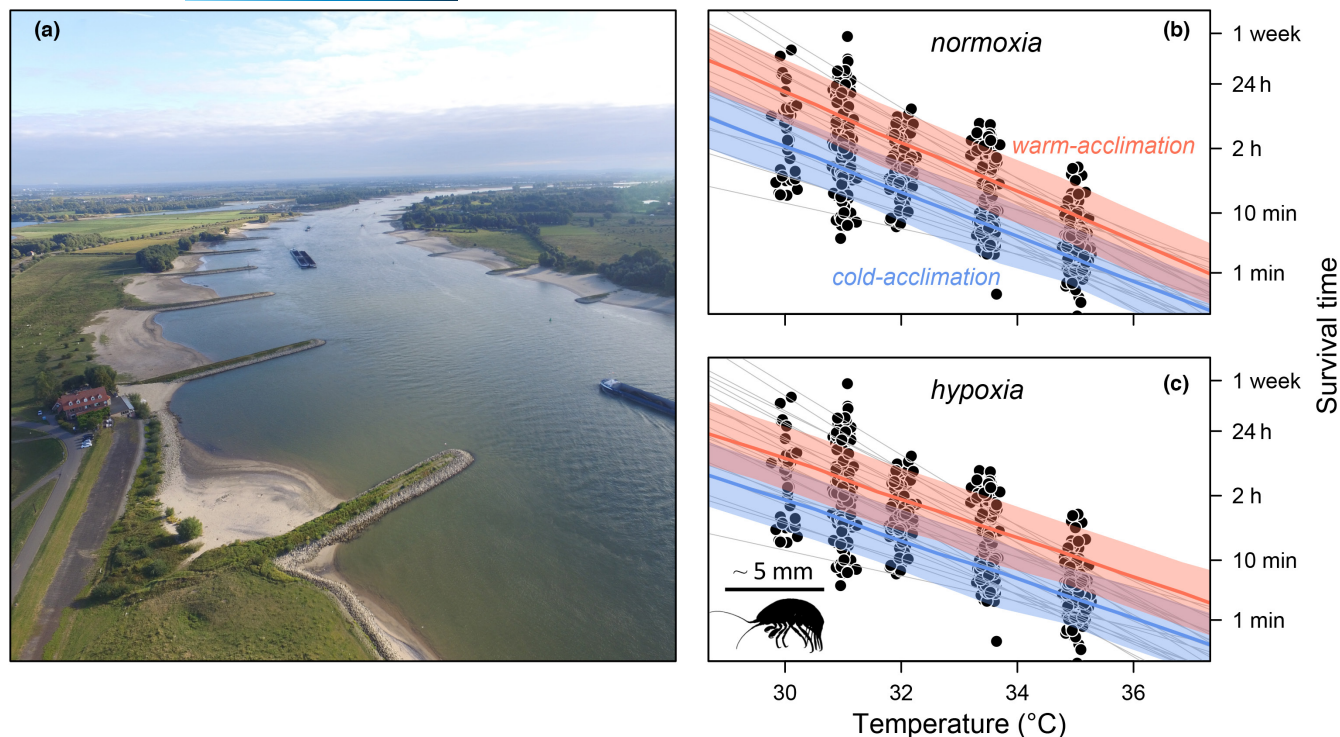 (a)
(b)
normoxia
warm-acclimation
cold-acclimation
1 week
24 h
2 h
10 min
1 min
(c)
hypoxia
~ 5 mm
1 week
24 h
2 h
10 min
1 min
Survival time
30 32 34 36
Temperature (°C)